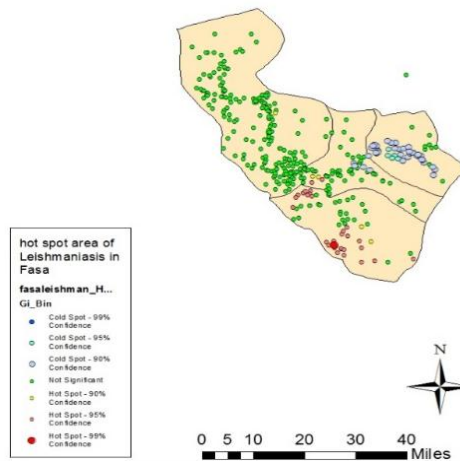 hot spot area of
Leishmaniasis in
Fasa
fasaleishman_H...
Gi_Bin
Cold Spot - 99%
Confidence
Cold Spot - 95%
Confidence
Cold Spot - 90%
Confidence
Not Significant
Hot Spot - 90%
Confidence
Hot Spot - 95%
Confidence
Hot Spot - 99%
Confidence
N
0 5 10 20 30 40
Miles